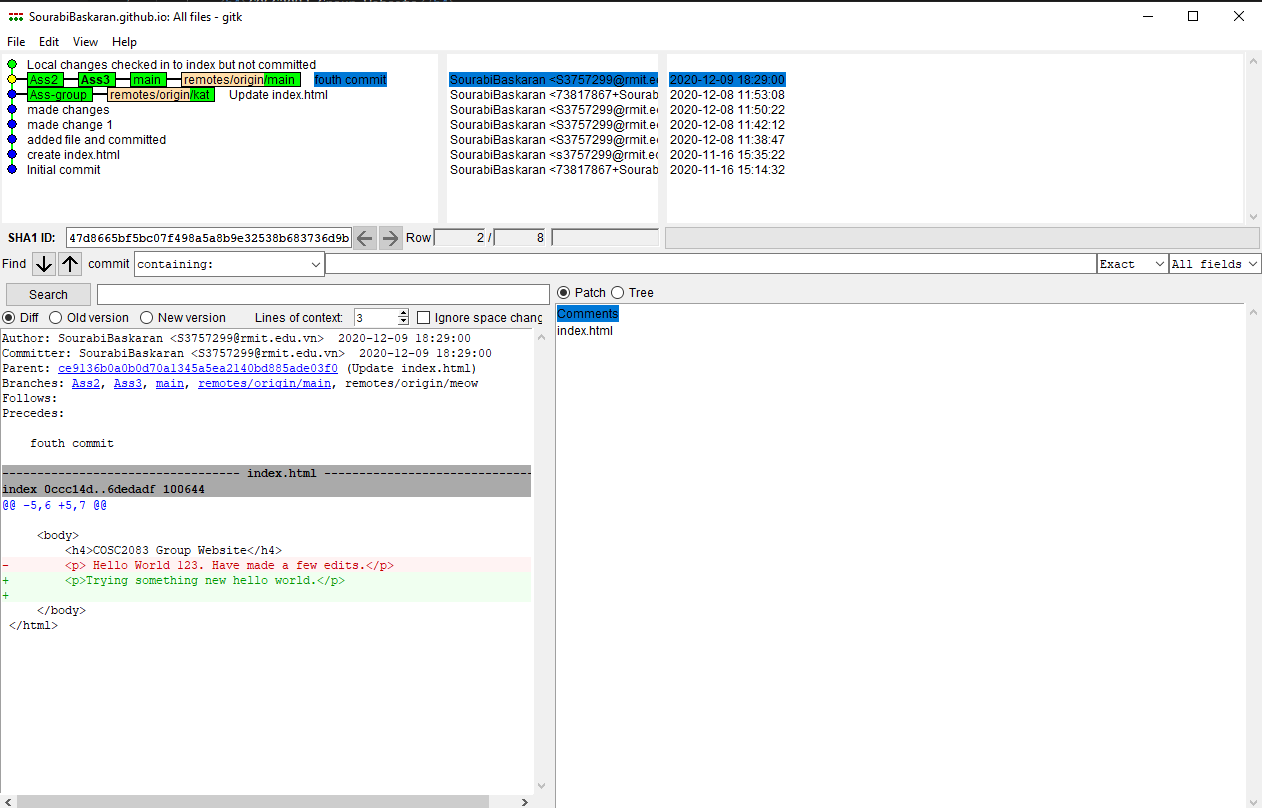 SourabiBaskaran.github.io: All files - gitk
File Edit View Help
Local changes checked in to index but not committed
Ass2 Ass3 main remotes/origin/main fouth commit SourabiBaskaran <S3757299@rmit.ed 2020-12-09 18:29:00
Ass-group remotes/origin/kat Update index.html SourabiBaskaran <73817867+Sourab 2020-12-08 11:53:08
made changes SourabiBaskaran <S3757299@rmit.ed 2020-12-08 11:50:22
made change 1 SourabiBaskaran <S3757299@rmit.ed 2020-12-08 11:42:12
added file and committed SourabiBaskaran <S3757299@rmit.ed 2020-12-08 11:38:47
create index.html SourabiBaskaran <s3757299@rmit.ed 2020-11-16 15:35:22
Initial commit SourabiBaskaran <73817867+Sourab 2020-11-16 15:14:32
SHA1 ID: 47d8665bf5bc07f498a5a8b9e32538b683736d9b Row 2 / 8
Find commit containing: Exact All fields
Search Patch Tree
Diff Old version New version Lines of context: 3 Ignore space chang
Comments
index.html
Author: SourabiBaskaran <S3757299@rmit.edu.vn> 2020-12-09 18:29:00
Committer: SourabiBaskaran <S3757299@rmit.edu.vn> 2020-12-09 18:29:00
Parent: ce9136b0a0b0d70a1345a5ea2140bd885ade03f0 (Update index.html)
Branches: Ass2, Ass3, main, remotes/origin/main, remotes/origin/meow
Follows:
Precedes:
fouth commit
-------------------------------- index.html ------------------------------
index 0ccc14d..6dedadf 100644
@@ -5,6 +5,7 @@
<body>
<h4>COSC2083 Group Website</h4>
- <p> Hello World 123. Have made a few edits.</p>
+ <p>Trying something new hello world.</p>
+
</body>
</html>